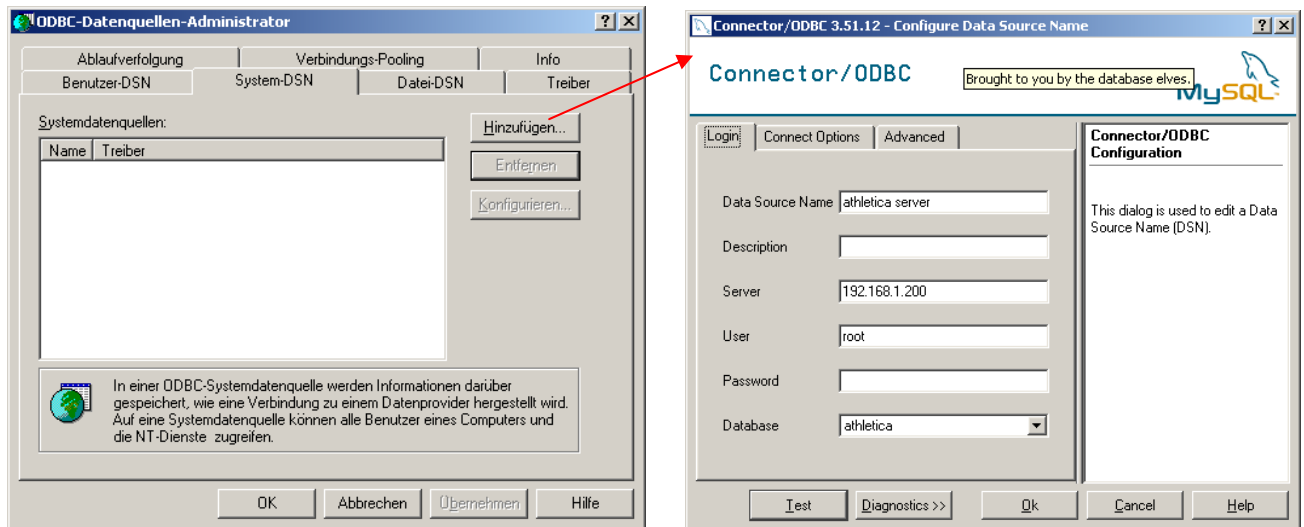 ODBC-Datenquellen-Administrator
Ablaufverfolgung Verbindungs-Pooling Info
Benutzer-DSN System-DSN Datei-DSN Treiber
Systemdatenquellen:
Name Treiber
Hinzufügen...
Entfernen
Konfigurieren...
In einer ODBC-Systemdatenquelle werden Informationen darüber
gespeichert, wie eine Verbindung zu einem Datenprovider hergestellt wird.
Auf eine Systemdatenquelle können alle Benutzer eines Computers und
die NT-Dienste zugreifen.
OK Abbrechen Übernehmen Hilfe
Connector/ODBC 3.51.12 - Configure Data Source Name
Connector/ODBC
Brought to you by the database elves.
MySQL
Login Connect Options Advanced
Data Source Name athletica server
Description
Server 192.168.1.200
User root
Password
Database athletica
Connector/ODBC
Configuration
This dialog is used to edit a Data
Source Name (DSN).
Test Diagnostics >> Ok Cancel Help